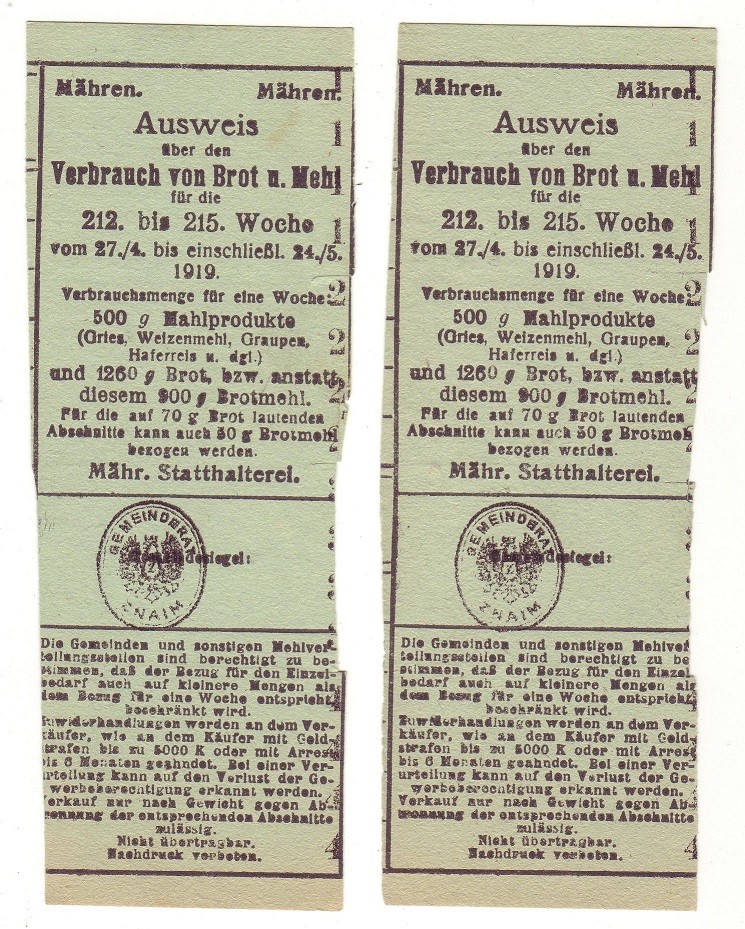 Mähren. Mähren.
Ausweis
über den
Verbrauch von Brot u. Mehl
für die
212. bis 215. Woche
vom 27./4. bis einschließl. 24./5.
1919.
Verbrauchsmenge für eine Woche:
500 g Mahlprodukte
(Gries, Weizenmehl, Graupen,
Haferreis u. dgl.)
und 1260 g Brot, bzw. anstatt
diesem 900 g Brotmehl.
Für die auf 70 g Brot lautenden
Abschnitte kann auch 50 g Brotmehl
bezogen werden.
Mähr. Statthalterei.
GEMEINDERAT
ZNAIM
Die Gemeinden und sonstigen Mehlver
teilungsstellen sind berechtigt zu be-
stimmen, daß der Bezug für den Einzel-
bedarf auch auf kleinere Mengen als
dem Bezug für eine Woche entspricht
beschränkt wird.
Zuwiderhandlungen werden an dem Ver-
käufer, wie an dem Käufer mit Geld-
strafen bis zu 5000 K oder mit Arrest
bis 6 Monaten geahndet. Bei einer Ver-
urteilung kann auf den Verlust der Ge-
werbeberechtigung erkannt werden.
Verkauf nur nach Gewicht gegen Ab-
trennung der entsprechenden Abschnitte
zulässig.
Nicht übertragbar.
Nachdruck verboten.
Mähren. Mähren.
Ausweis
über den
Verbrauch von Brot u. Mehl
für die
212. bis 215. Woche
vom 27./4. bis einschließl. 24./5.
1919.
Verbrauchsmenge für eine Woche:
500 g Mahlprodukte
(Gries, Weizenmehl, Graupen,
Haferreis u. dgl.)
und 1260 g Brot, bzw. anstatt
diesem 900 g Brotmehl.
Für die auf 70 g Brot lautenden
Abschnitte kann auch 50 g Brotmehl
bezogen werden.
Mähr. Statthalterei.
GEMEINDERAT
ZNAIM
Die Gemeinden und sonstigen Mehlver
teilungsstellen sind berechtigt zu be
stimmen, daß der Bezug für den Einzel-
bedarf auch auf kleinere Mengen als
dem Bezug für eine Woche entspricht
beschränkt wird.
Zuwiderhandlungen werden an dem Ver-
käufer, wie an dem Käufer mit Geld-
strafen bis zu 5000 K oder mit Arrest
bis 6 Monaten geahndet. Bei einer Ver-
urteilung kann auf den Verlust der Ge-
werbeberechtigung erkannt werden.
Verkauf nur nach Gewicht gegen Ab-
trennung der entsprechenden Abschnitte
zulässig.
Nicht übertragbar.
Nachdruck verboten.